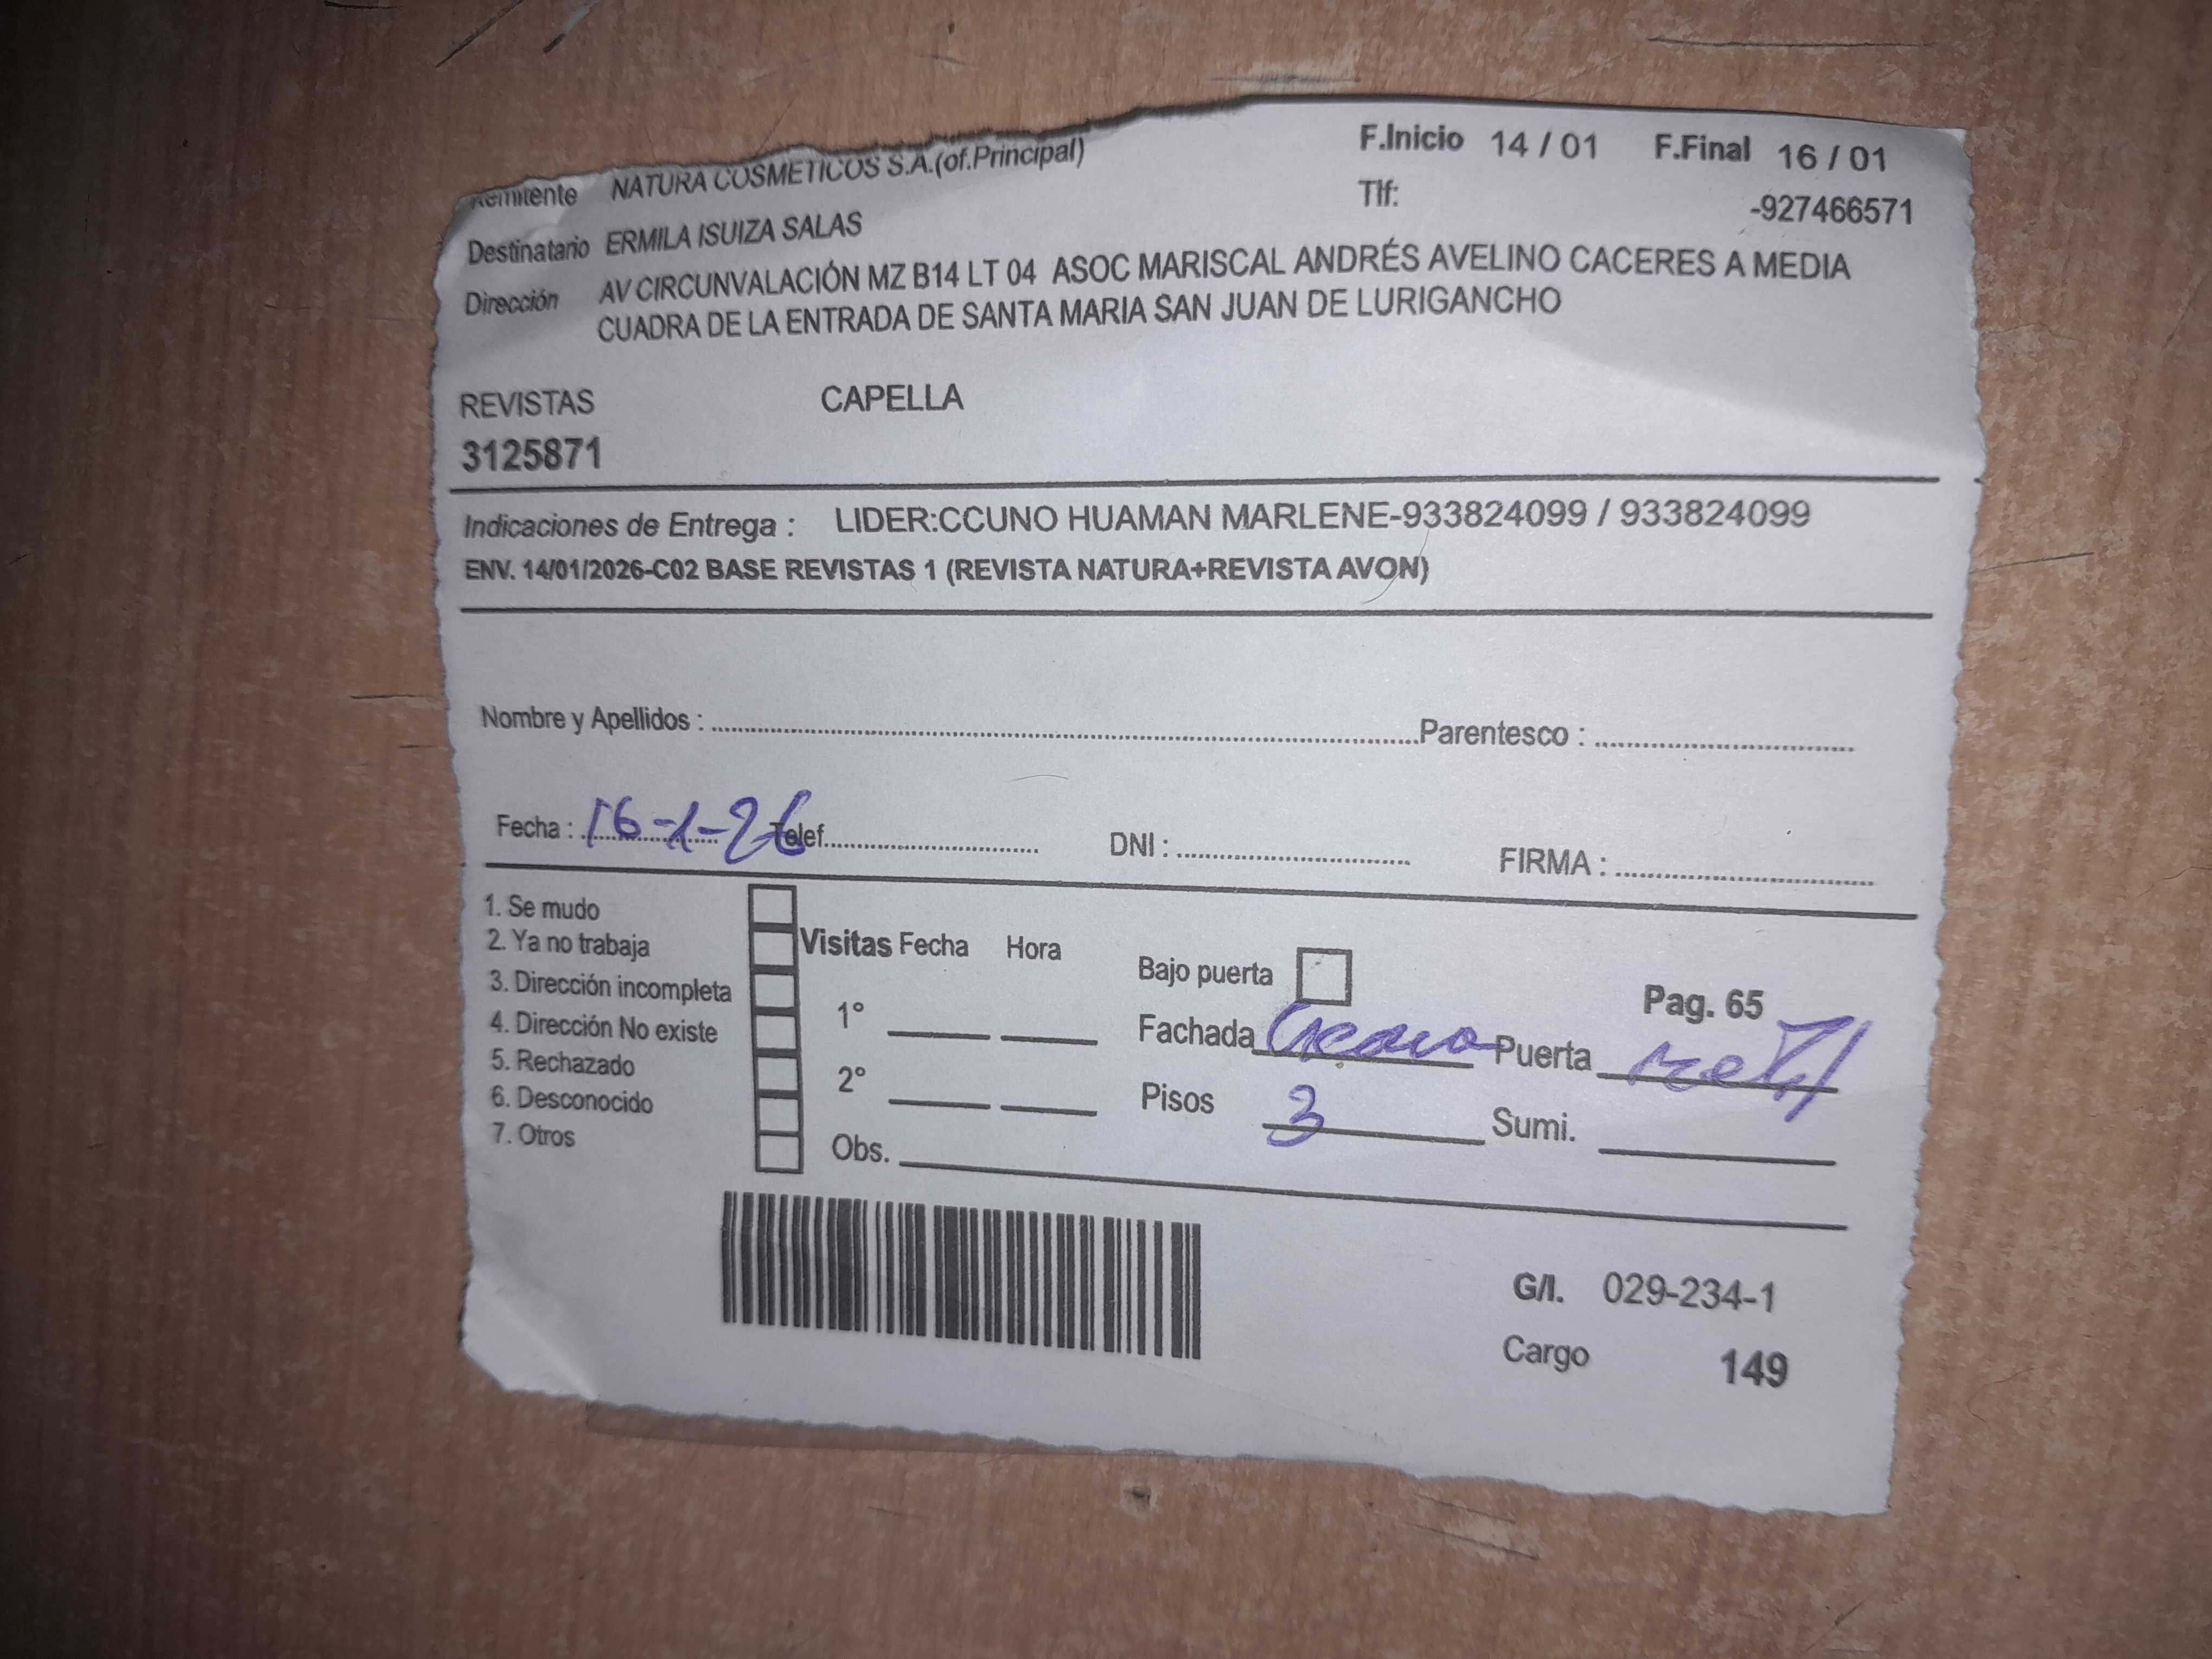 Remitente NATURA COSMETICOS S.A.(of.Principal) F.Inicio 14 / 01 F.Final 16 / 01
Destinatario ERMILA ISUIZA SALAS Tlf: -927466571
Dirección AV CIRCUNVALACIÓN MZ B14 LT 04 ASOC MARISCAL ANDRÉS AVELINO CACERES A MEDIA
CUADRA DE LA ENTRADA DE SANTA MARIA SAN JUAN DE LURIGANCHO
REVISTAS CAPELLA
3125871
Indicaciones de Entrega : LIDER:CCUNO HUAMAN MARLENE-933824099 / 933824099
ENV. 14/01/2026-C02 BASE REVISTAS 1 (REVISTA NATURA+REVISTA AVON)
Nombre y Apellidos : Parentesco :
Fecha : 16-1-26 Telef. DNI : FIRMA :
1. Se mudo
2. Ya no trabaja
3. Dirección incompleta
4. Dirección No existe
5. Rechazado
6. Desconocido
7. Otros
Visitas Fecha Hora
1°
2°
Obs.
Bajo puerta
Pag. 65
Fachada Puerta
Pisos 3 Sumi.
G/I. 029-234-1
Cargo 149